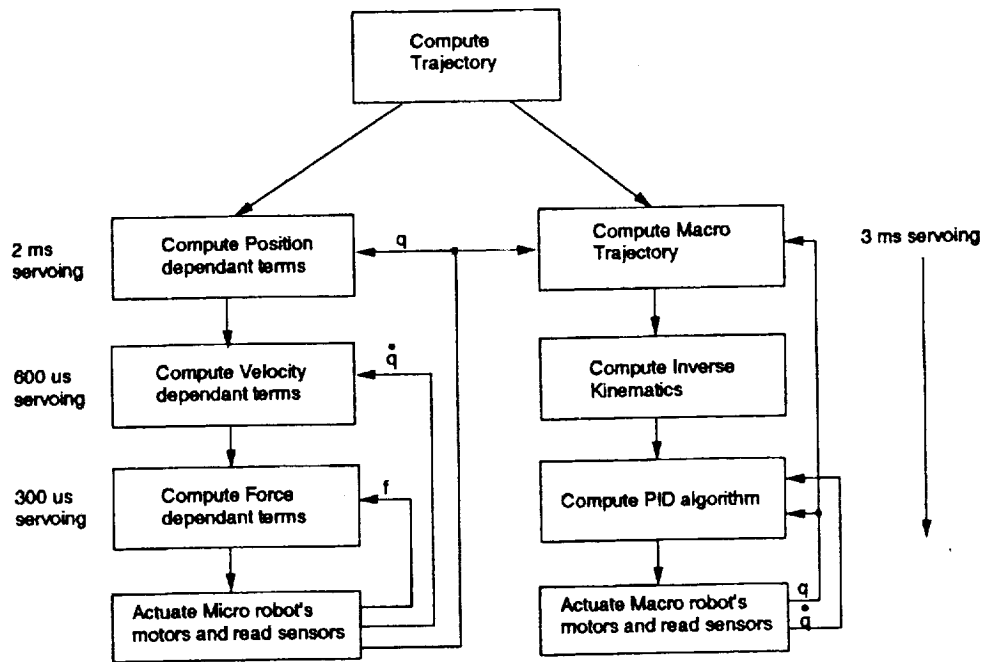 Compute
Trajectory
2 ms
servoing
Compute Position
dependant terms
q
Compute Macro
Trajectory
3 ms servoing
600 us
servoing
Compute Velocity
dependant terms
q̇
Compute Inverse
Kinematics
300 us
servoing
Compute Force
dependant terms
f
Compute PID algorithm
Actuate Micro robot's
motors and read sensors
Actuate Macro robot's
motors and read sensors
q
q̇